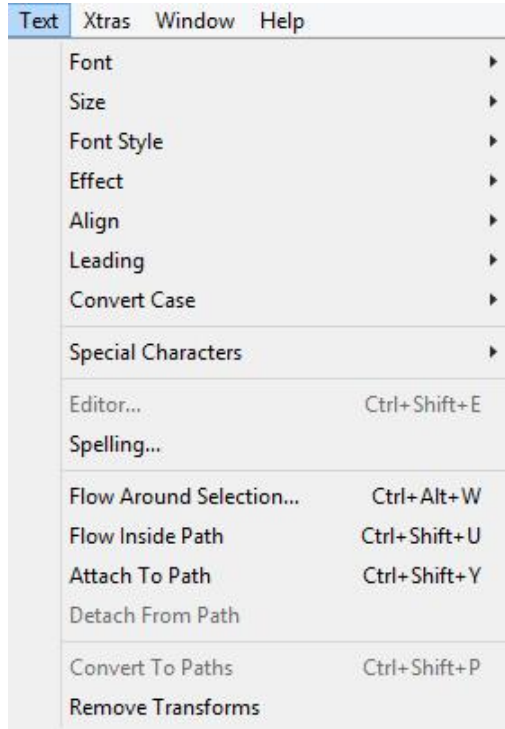 Text Xtras Window Help
Font
Size
Font Style
Effect
Align
Leading
Convert Case
Special Characters
Editor... Ctrl+Shift+E
Spelling...
Flow Around Selection... Ctrl+Alt+W
Flow Inside Path Ctrl+Shift+U
Attach To Path Ctrl+Shift+Y
Detach From Path
Convert To Paths Ctrl+Shift+P
Remove Transforms